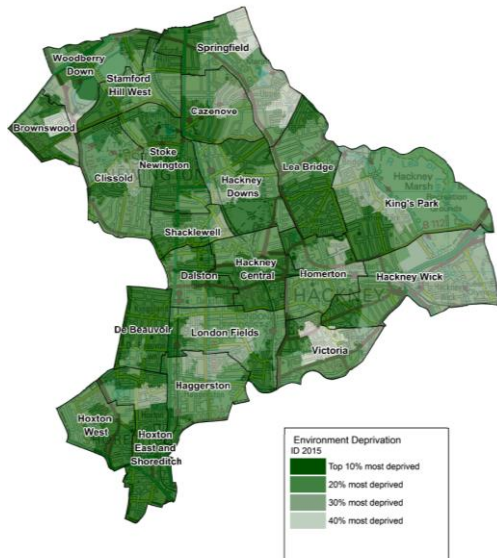 Springfield
Woodberry
Down
Stamford
Hill West
Cazenove
Brownswood
Stoke
Newington
Lea Bridge
Clissold
Hackney
Downs
Hackney
Marsh
King's Park
Shacklewell
Hackney
Central
Dalston
Homerton
Hackney Wick
HACKNEY
De Beauvoir
London Fields
Victoria
Haggerston
Hoxton
West
Hoxton
East and
Shoreditch
Environment Deprivation
ID 2015
Top 10% most deprived
20% most deprived
30% most deprived
40% most deprived